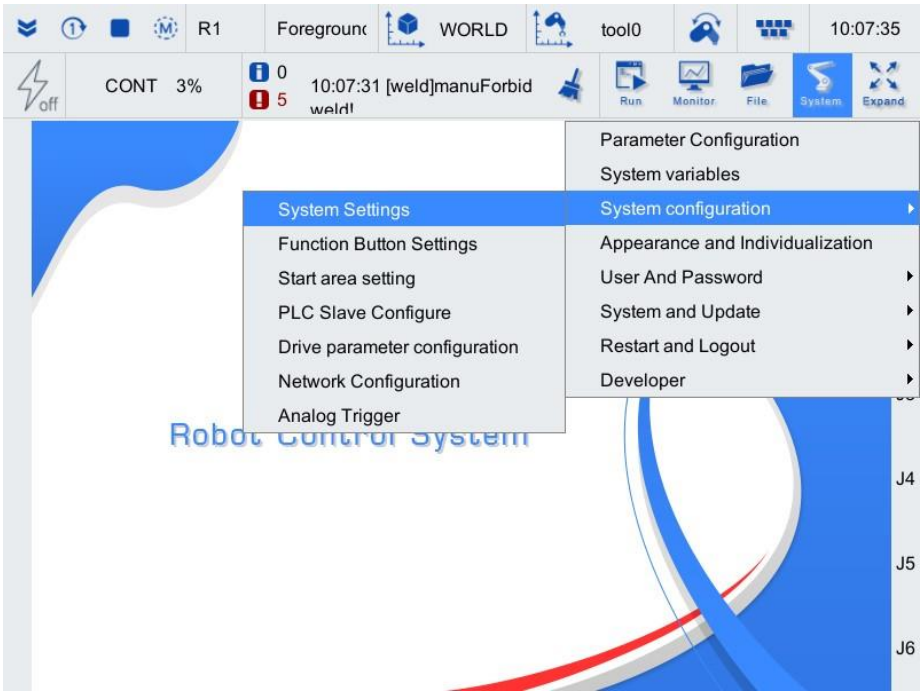 R1 Foregrounc WORLD tool0 10:07:35
off CONT 3% 0 10:07:31 [weld]manuForbid Run Monitor File System Expand
5 weld!
Parameter Configuration
System variables
System Settings System configuration
Function Button Settings Appearance and Individualization
Start area setting User And Password
PLC Slave Configure System and Update
Drive parameter configuration Restart and Logout
Network Configuration Developer
Analog Trigger
Robot Control System
J4
J5
J6